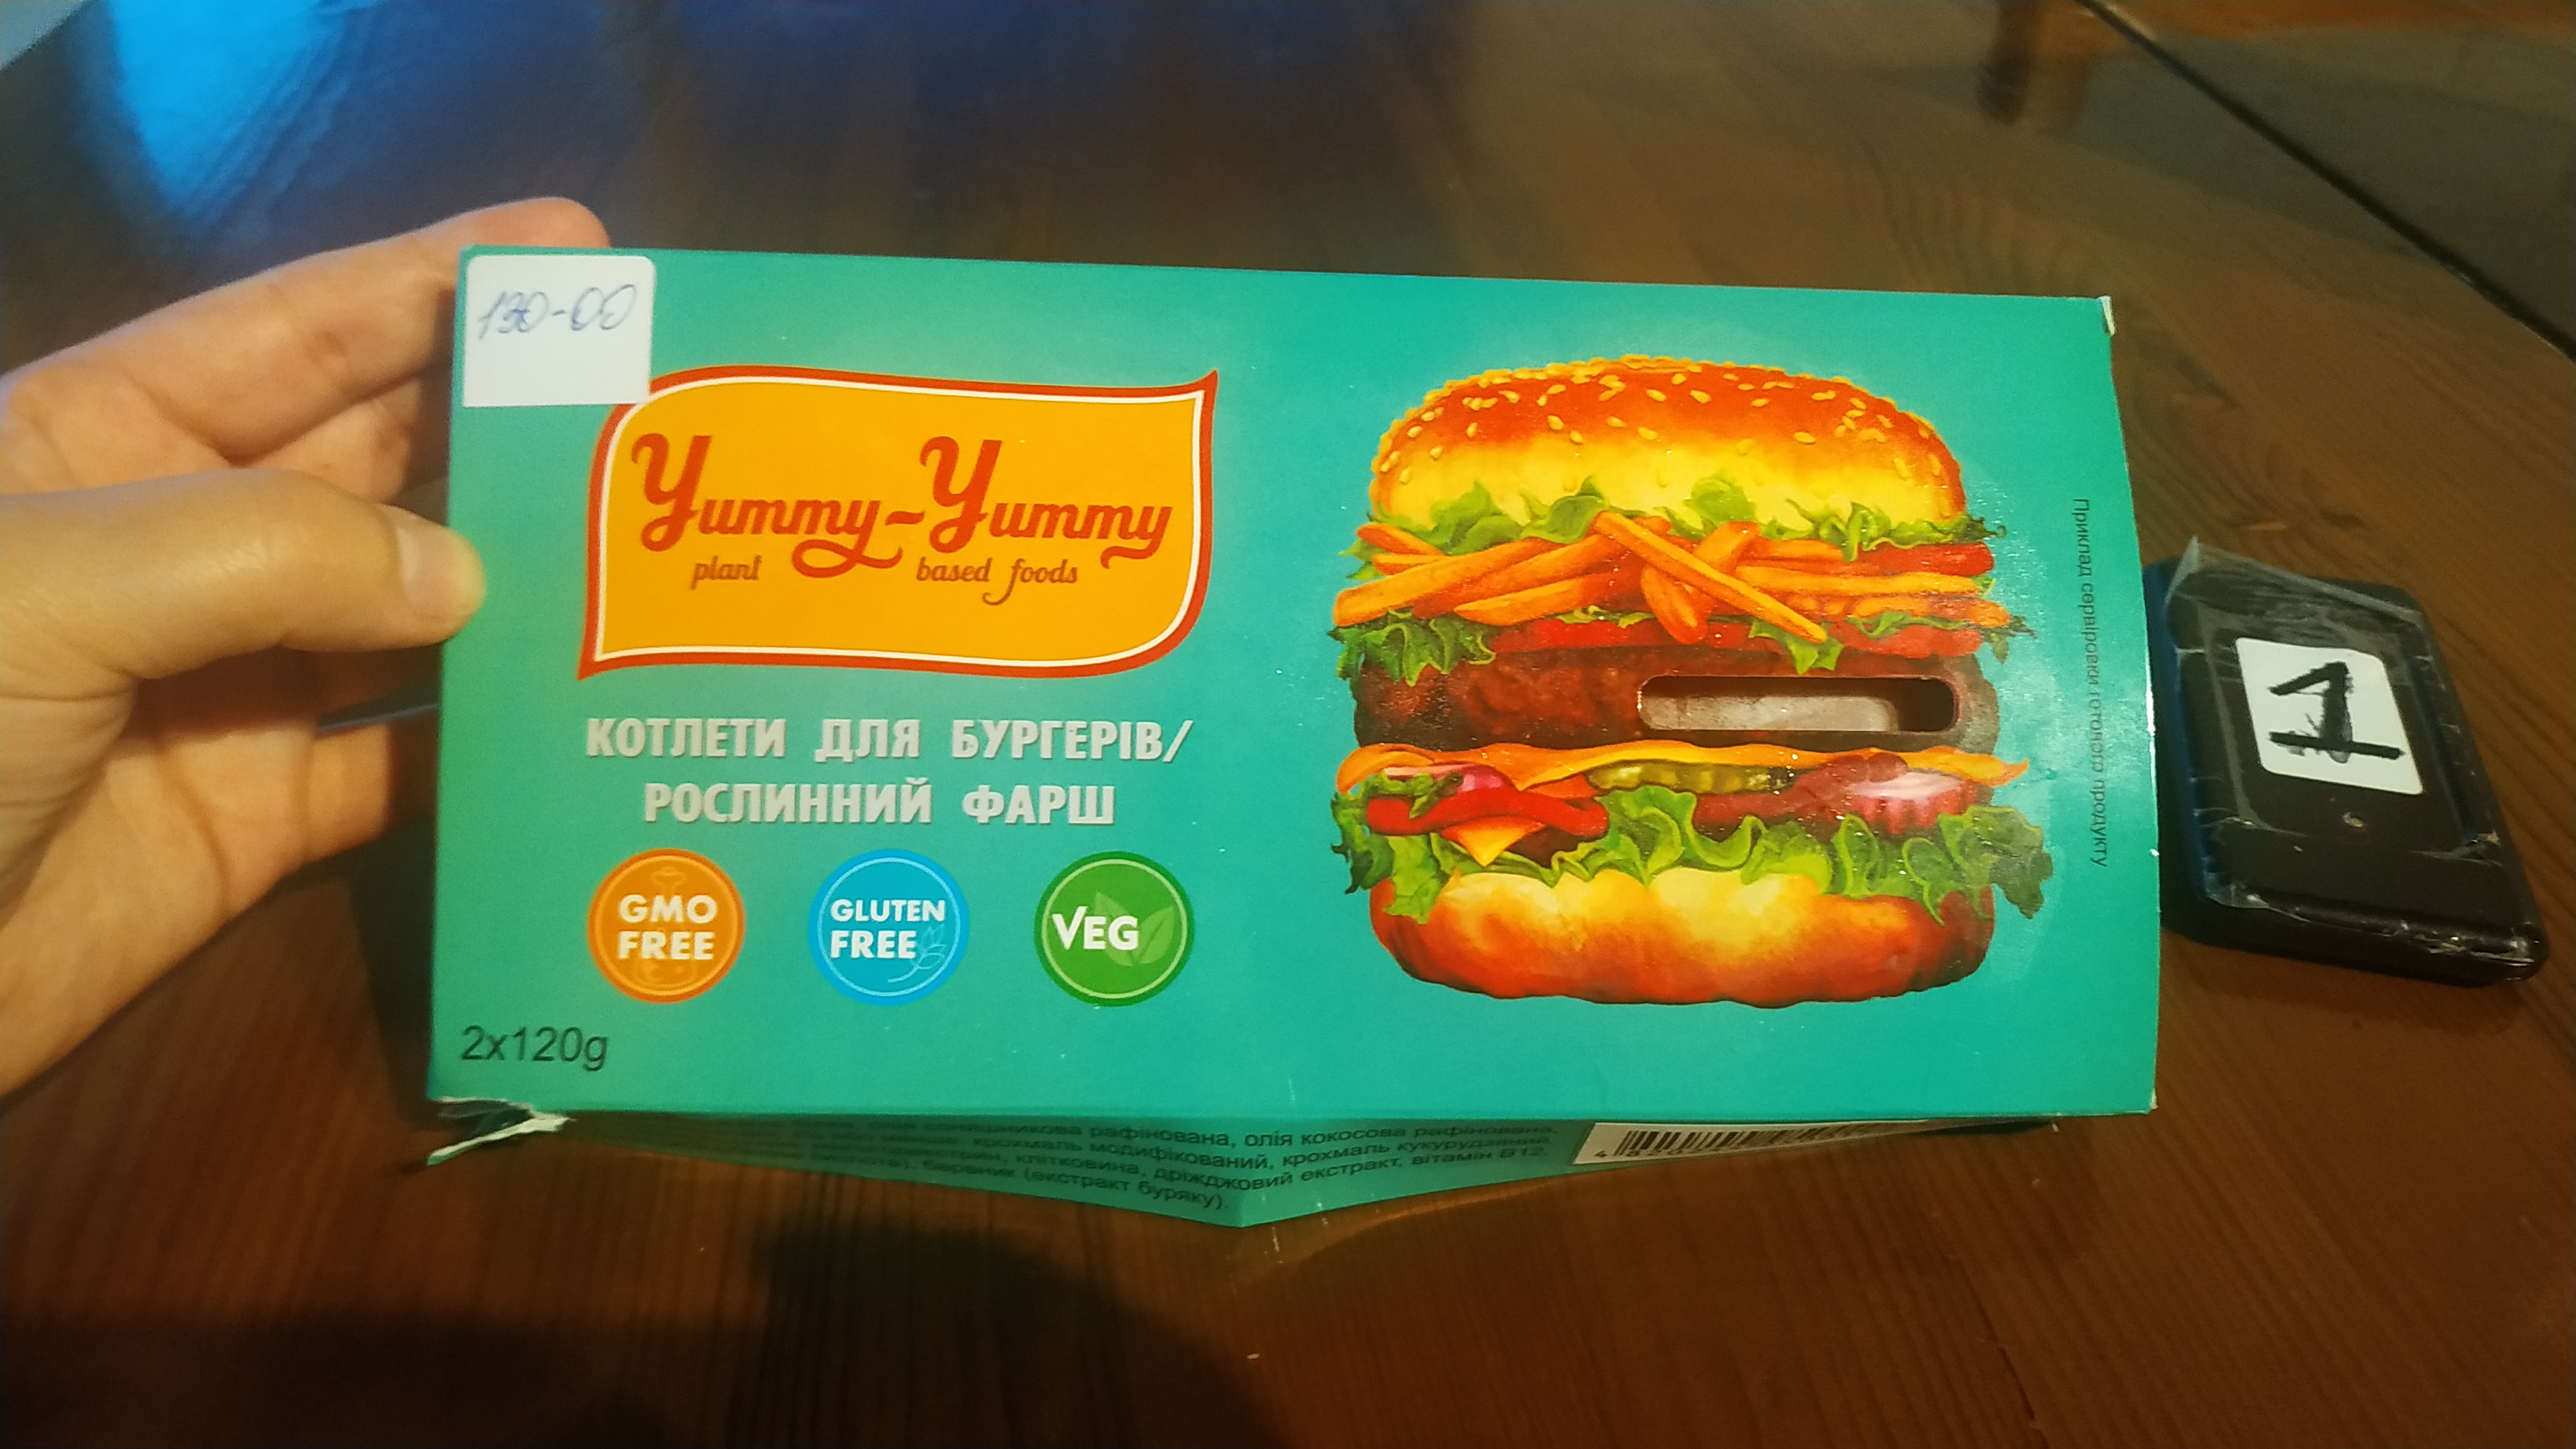 130-00
Yummy-Yummy
plant based foods
КОТЛЕТИ ДЛЯ БУРГЕРІВ/
РОСЛИННИЙ ФАРШ
GMO
FREE
GLUTEN
FREE
VEG
2x120g
Приклад сервіровки готового продукту
1
рафінована, олія кокосова рафінована,
крохмаль модифікований, крохмаль кукурудзяний,
клітковина, дріжджовий екстракт, вітамін B12,
барвник (екстракт буряку).